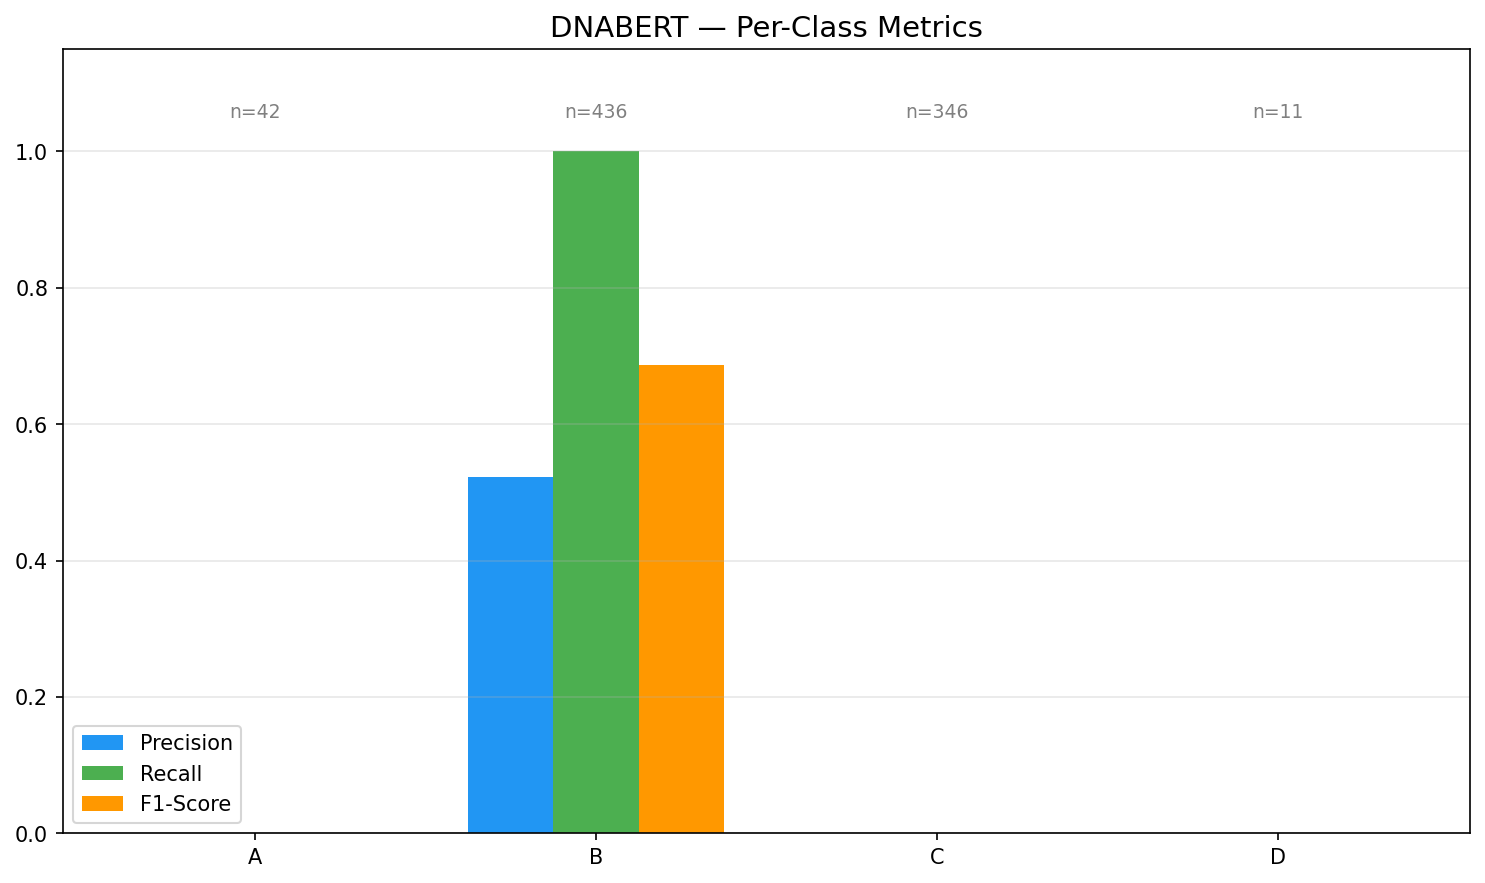 DNABERT — Per-Class Metrics
n=42
n=436
n=346
n=11
1.0
0.8
0.6
0.4
0.2
0.0
Precision
Recall
F1-Score
A
B
C
D